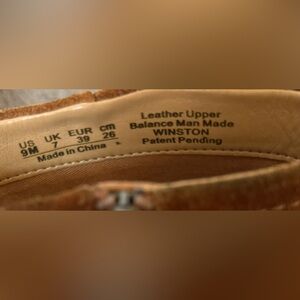 US UK EUR cm
9M 7 39 26
Made in China
Leather Upper
Balance Man Made
WINSTON
Patent Pending